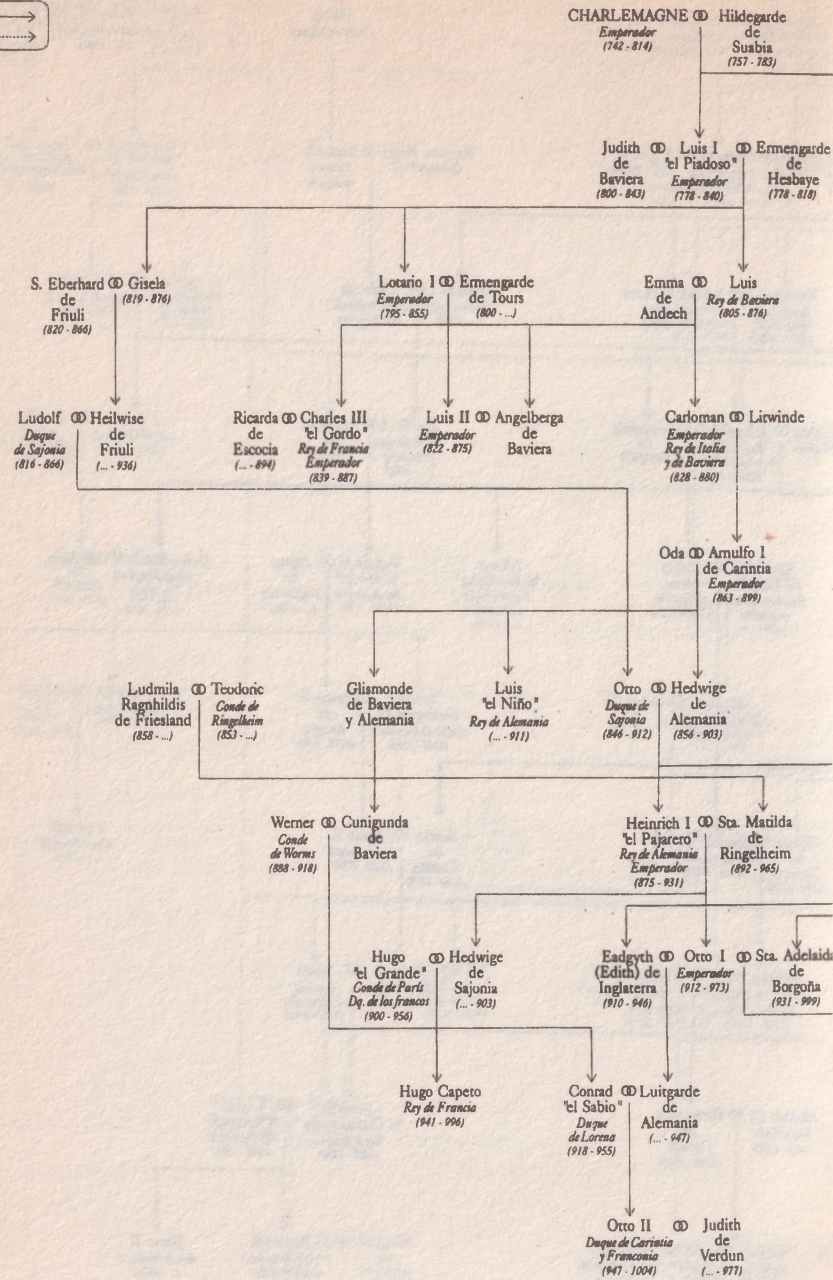 CHARLEMAGNE ⚭ Hildegarde
Emperador
(742 - 814)
de
Suabia
(757 - 783)
Judith ⚭ Luis I ⚭ Ermengarde
de
Baviera
(800 - 843)
"el Piadoso"
Emperador
(778 - 840)
de
Hesbaye
(778 - 818)
S. Eberhard ⚭ Gisela
de
Friuli
(820 - 866)
(819 - 876)
Lotario I ⚭ Ermengarde
Emperador
(795 - 855)
de Tours
(800 - ...)
Emma ⚭ Luis
de
Andech
Rey de Baviera
(805 - 876)
Ludolf ⚭ Heilwise
Duque
de Sajonia
(816 - 866)
de
Friuli
(... - 936)
Ricarda ⚭ Charles III
de
Escocia
(... - 894)
"el Gordo"
Rey de Francia
Emperador
(839 - 887)
Luis II ⚭ Angelberga
Emperador
(822 - 875)
de
Baviera
Carloman ⚭ Litwinde
Emperador
Rey de Italia
y de Baviera
(828 - 880)
Oda ⚭ Arnulfo I
de Carintia
Emperador
(863 - 899)
Ludmila ⚭ Teodoric
Ragnhildis
de Friesland
(858 - ...)
Conde de
Ringelheim
(853 - ...)
Glismonde
de Baviera
y Alemania
Luis
"el Niño"
Rey de Alemania
(... - 911)
Otto ⚭ Hedwige
Duque de
Sajonia
(846 - 912)
de
Alemania
(856 - 903)
Werner ⚭ Cunigunda
Conde
de Worms
(888 - 918)
de
Baviera
Heinrich I ⚭ Sta. Matilda
"el Pajarero"
Rey de Alemania
Emperador
(875 - 931)
de
Ringelheim
(892 - 965)
Hugo ⚭ Hedwige
"el Grande"
Conde de París
Dq. de los francos
(900 - 956)
de
Sajonia
(... - 903)
Eadgyth ⚭ Otto I ⚭ Sta. Adelaida
(Edith) de
Inglaterra
(910 - 946)
Emperador
(912 - 973)
de
Borgoña
(931 - 999)
Hugo Capeto
Rey de Francia
(941 - 996)
Conrad ⚭ Luitgarde
"el Sabio"
Duque
de Lorena
(918 - 955)
de
Alemania
(... - 947)
Otto II ⚭ Judith
Duque de Carintia
y Franconia
(947 - 1004)
de
Verdun
(... - 977)